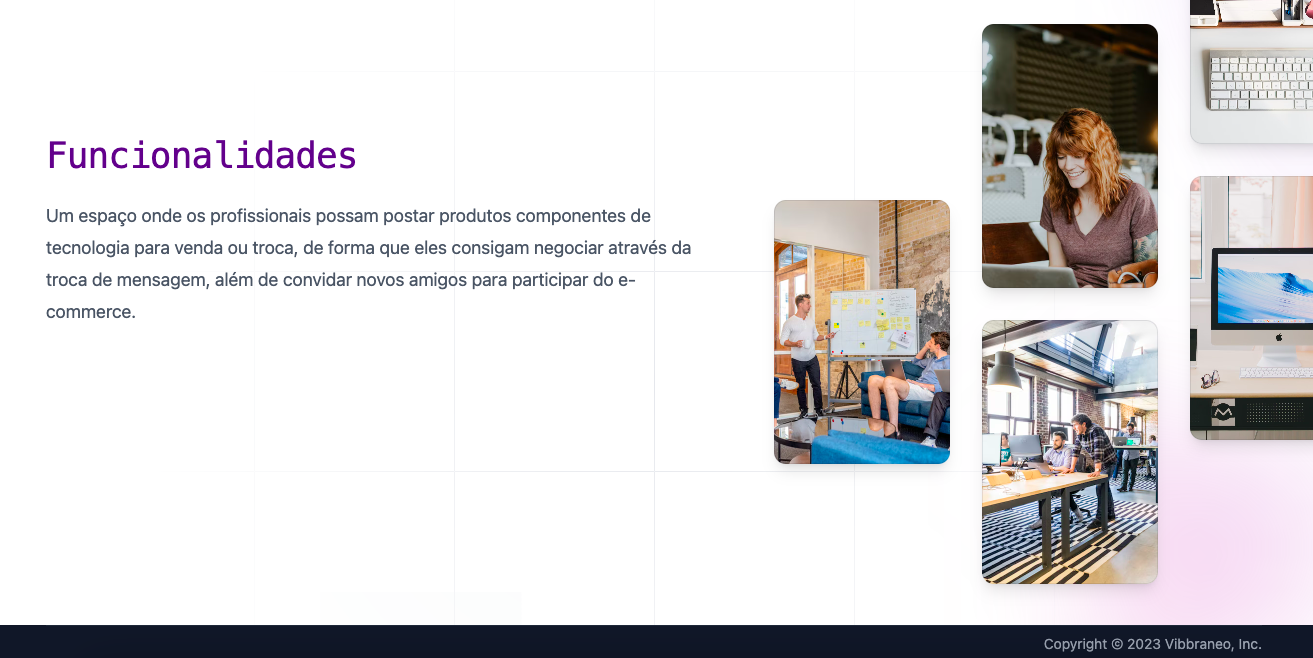 Funcionalidades
Um espaço onde os profissionais possam postar produtos componentes de
tecnologia para venda ou troca, de forma que eles consigam negociar através da
troca de mensagem, além de convidar novos amigos para participar do e-
commerce.
Copyright © 2023 Vibbraneo, Inc.